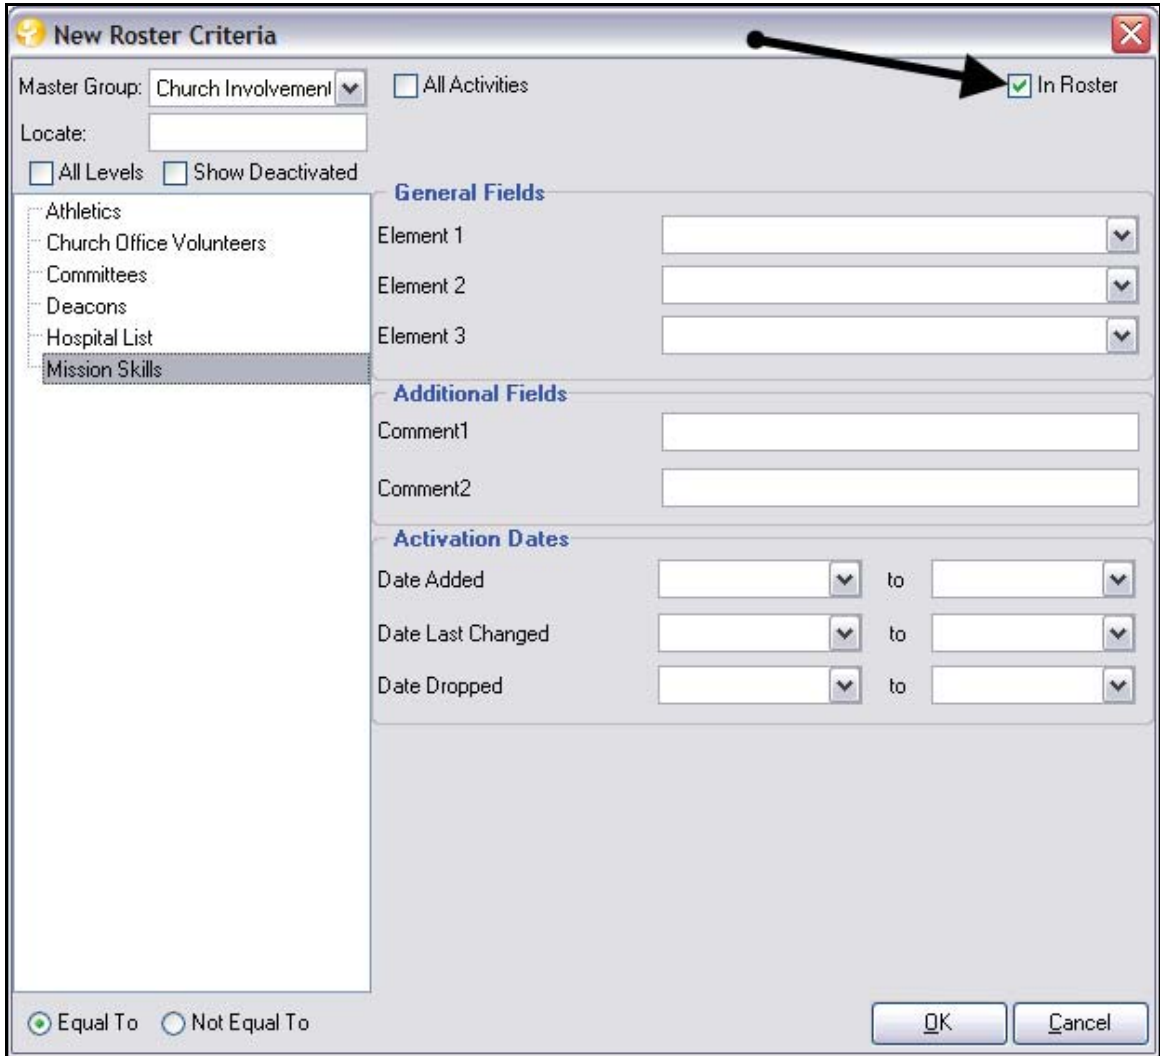 New Roster Criteria
Master Group: Church Involvement All Activities In Roster
Locate:
All Levels Show Deactivated
Athletics
Church Office Volunteers
Committees
Deacons
Hospital List
Mission Skills
General Fields
Element 1
Element 2
Element 3
Additional Fields
Comment1
Comment2
Activation Dates
Date Added to
Date Last Changed to
Date Dropped to
Equal To Not Equal To OK Cancel